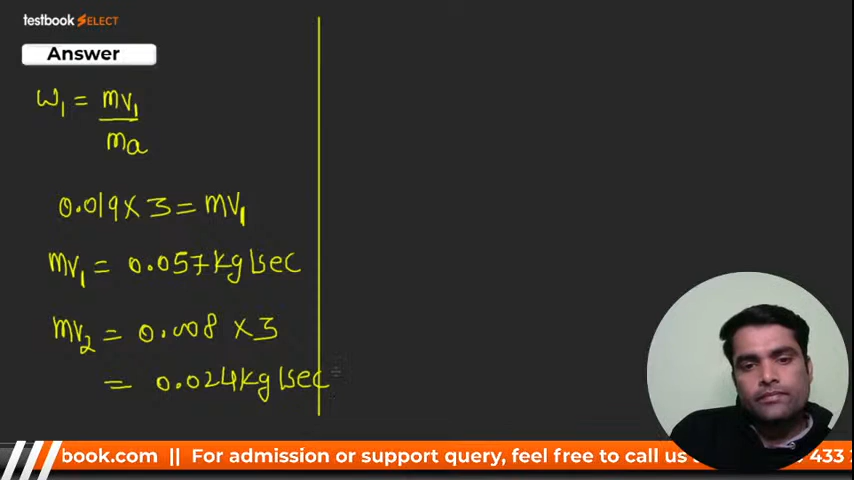 testbook SELECT
Answer
ω₁ = mv₁
ma
0.019 × 3 = mv₁
mv₁ = 0.057 kg/sec
mv₂ = 0.008 × 3
= 0.024 kg/sec
book.com || For admission or support query, feel free to call us
433